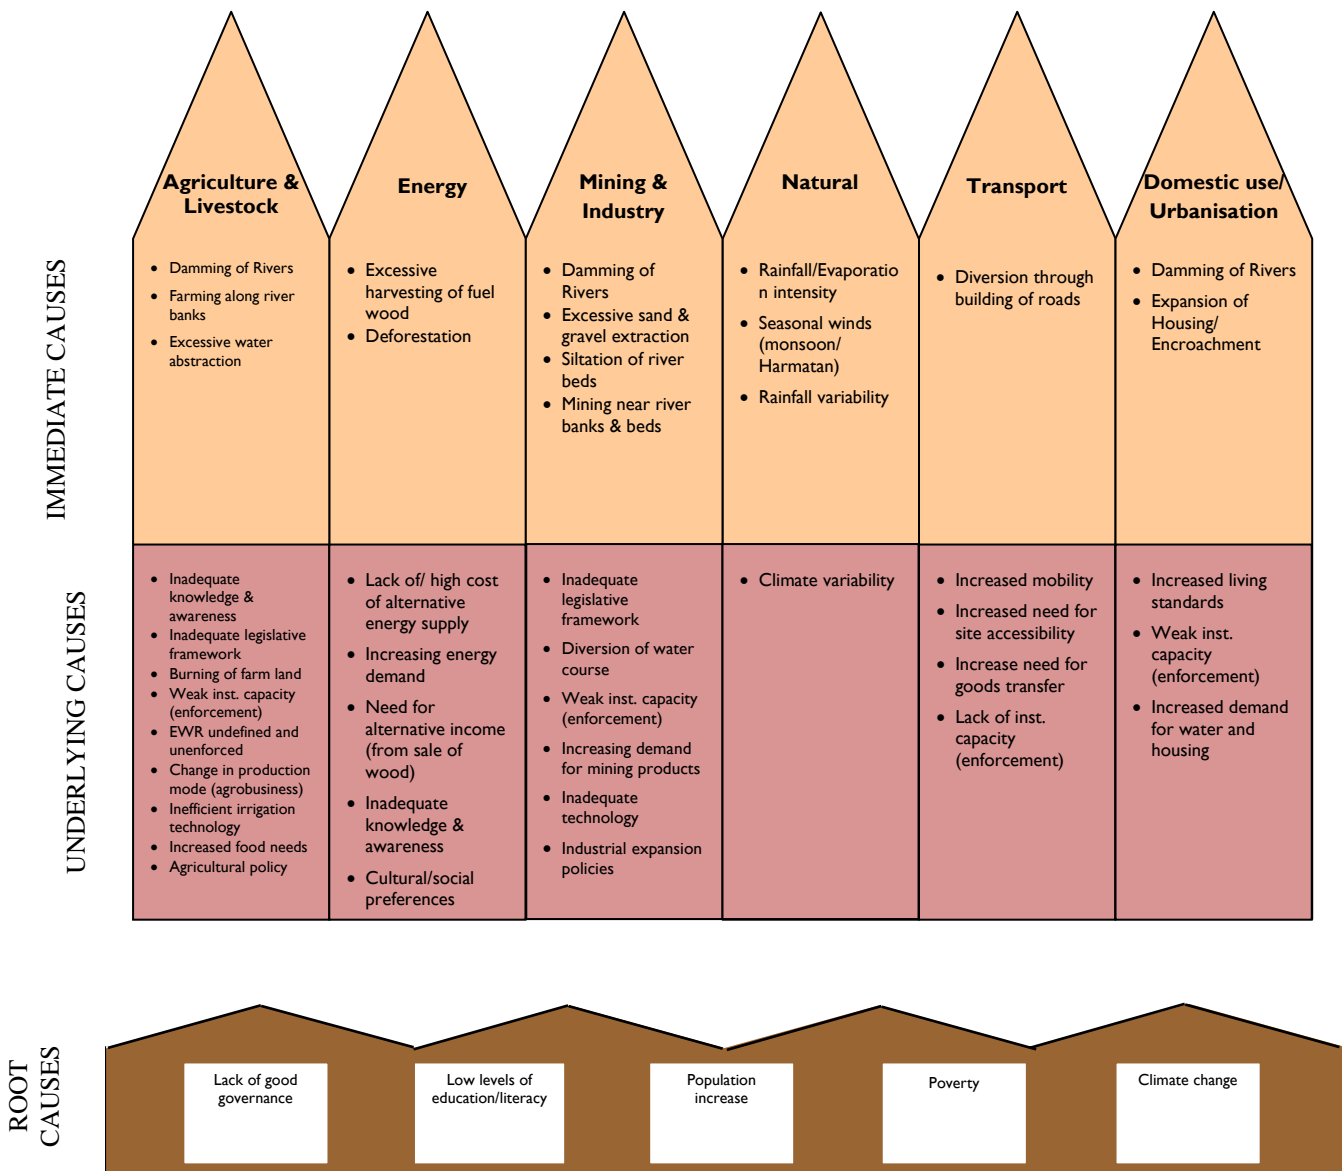 Agriculture &
Livestock
Energy
Mining &
Industry
Natural
Transport
Domestic use/
Urbanisation
IMMEDIATE CAUSES
• Damming of Rivers
• Farming along river
banks
• Excessive water
abstraction
• Excessive
harvesting of fuel
wood
• Deforestation
• Damming of
Rivers
• Excessive sand &
gravel extraction
• Siltation of river
beds
• Mining near river
banks & beds
• Rainfall/Evaporatio
n intensity
• Seasonal winds
(monsoon/
Harmatan)
• Rainfall variability
• Diversion through
building of roads
• Damming of Rivers
• Expansion of
Housing/
Encroachment
UNDERLYING CAUSES
• Inadequate
knowledge &
awareness
• Inadequate legislative
framework
• Burning of farm land
• Weak inst. capacity
(enforcement)
• EWR undefined and
unenforced
• Change in production
mode (agrobusiness)
• Inefficient irrigation
technology
• Increased food needs
• Agricultural policy
• Lack of/ high cost
of alternative
energy supply
• Increasing energy
demand
• Need for
alternative income
(from sale of
wood)
• Inadequate
knowledge &
awareness
• Cultural/social
preferences
• Inadequate
legislative
framework
• Diversion of water
course
• Weak inst. capacity
(enforcement)
• Increasing demand
for mining products
• Inadequate
technology
• Industrial expansion
policies
• Climate variability
• Increased mobility
• Increased need for
site accessibility
• Increase need for
goods transfer
• Lack of inst.
capacity
(enforcement)
• Increased living
standards
• Weak inst.
capacity
(enforcement)
• Increased demand
for water and
housing
ROOT
CAUSES
Lack of good
governance
Low levels of
education/literacy
Population
increase
Poverty
Climate change